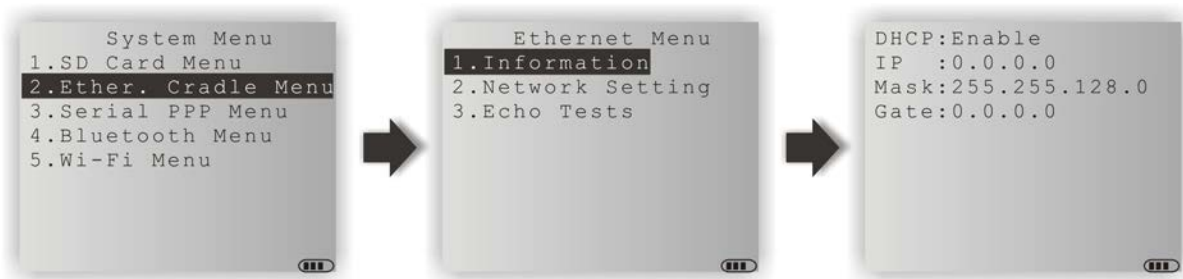 System Menu
1.SD Card Menu
2.Ether. Cradle Menu
3.Serial PPP Menu
4.Bluetooth Menu
5.Wi-Fi Menu
Ethernet Menu
1.Information
2.Network Setting
3.Echo Tests
DHCP:Enable
IP  :0.0.0.0
Mask:255.255.128.0
Gate:0.0.0.0